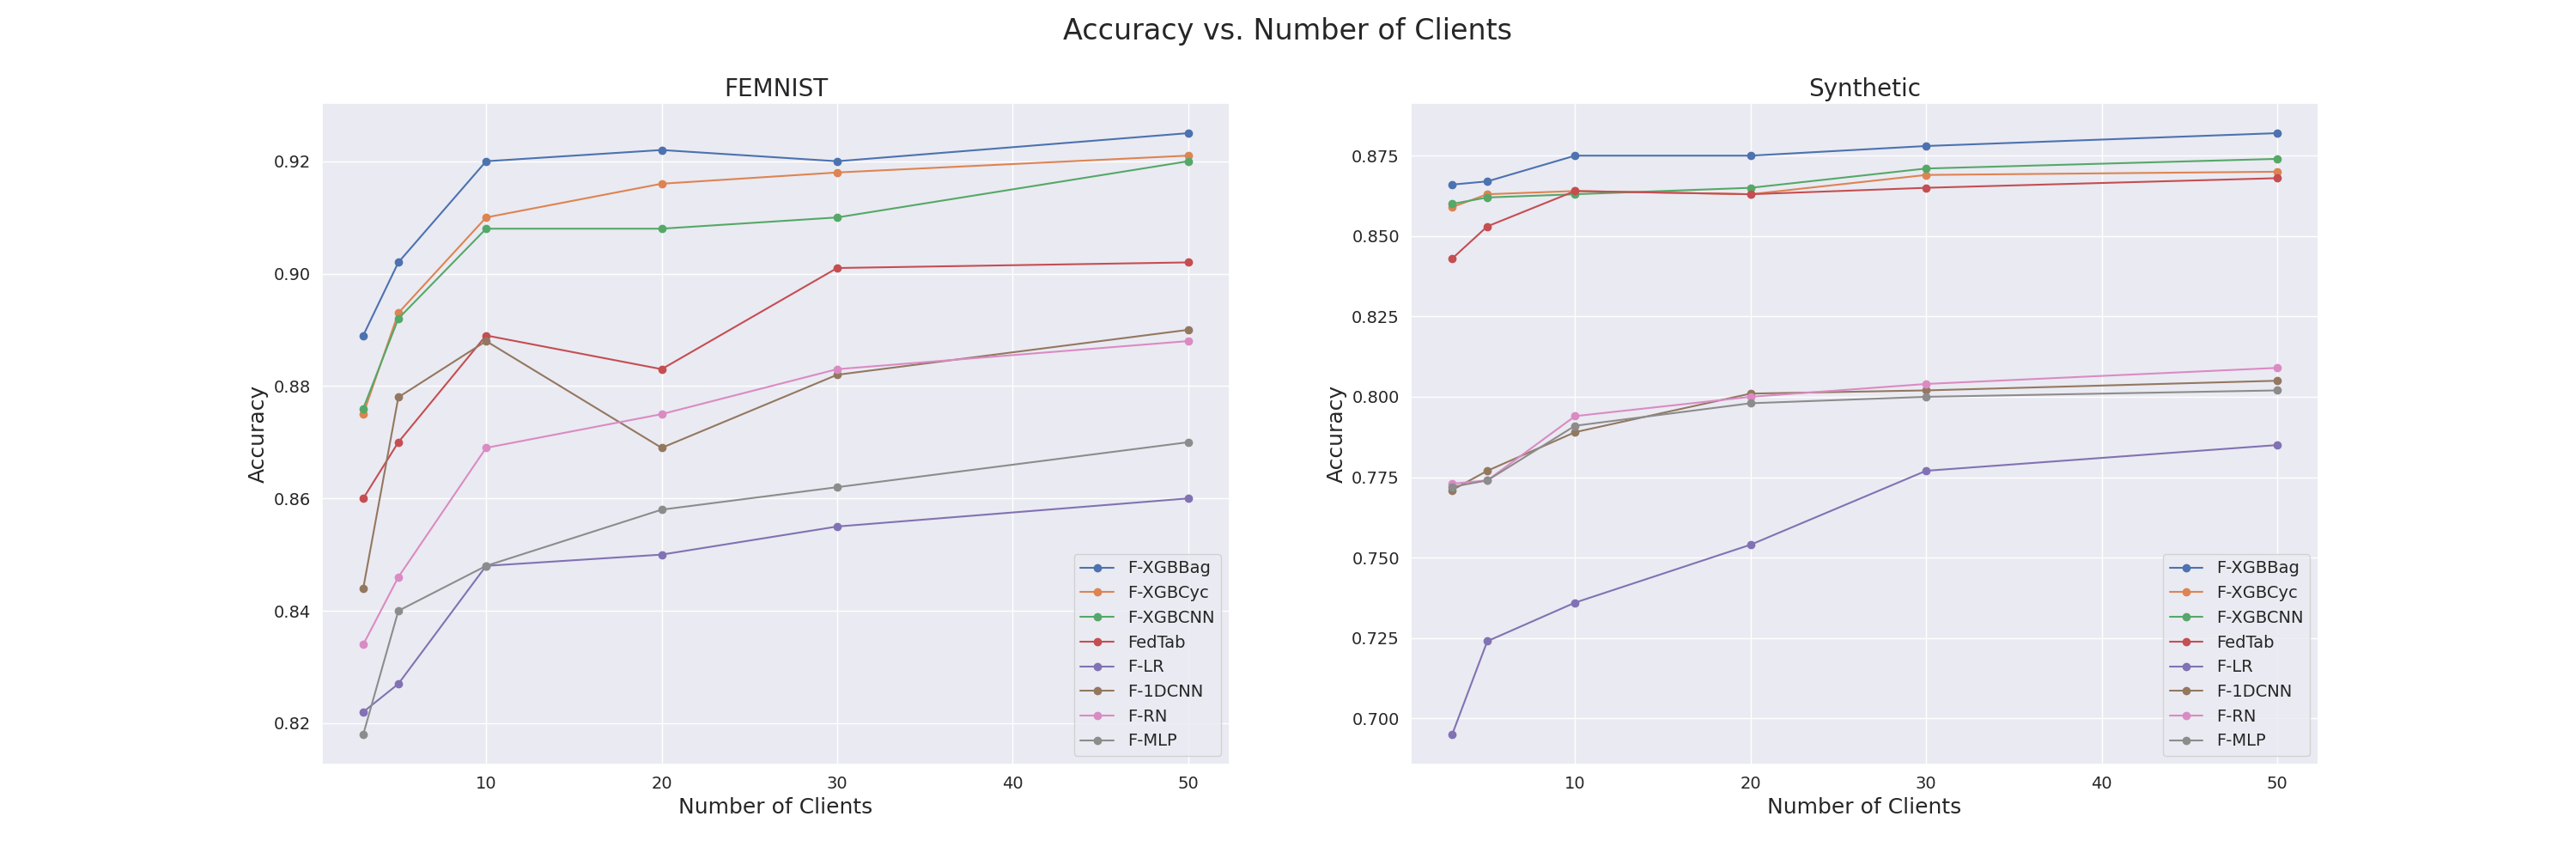 Accuracy vs. Number of Clients
FEMNIST
Accuracy
0.92
0.90
0.88
0.86
0.84
0.82
10 20 30 40 50
Number of Clients
F-XGBBag
F-XGBCyc
F-XGBCNN
FedTab
F-LR
F-1DCNN
F-RN
F-MLP
Synthetic
Accuracy
0.875
0.850
0.825
0.800
0.775
0.750
0.725
0.700
10 20 30 40 50
Number of Clients
F-XGBBag
F-XGBCyc
F-XGBCNN
FedTab
F-LR
F-1DCNN
F-RN
F-MLP